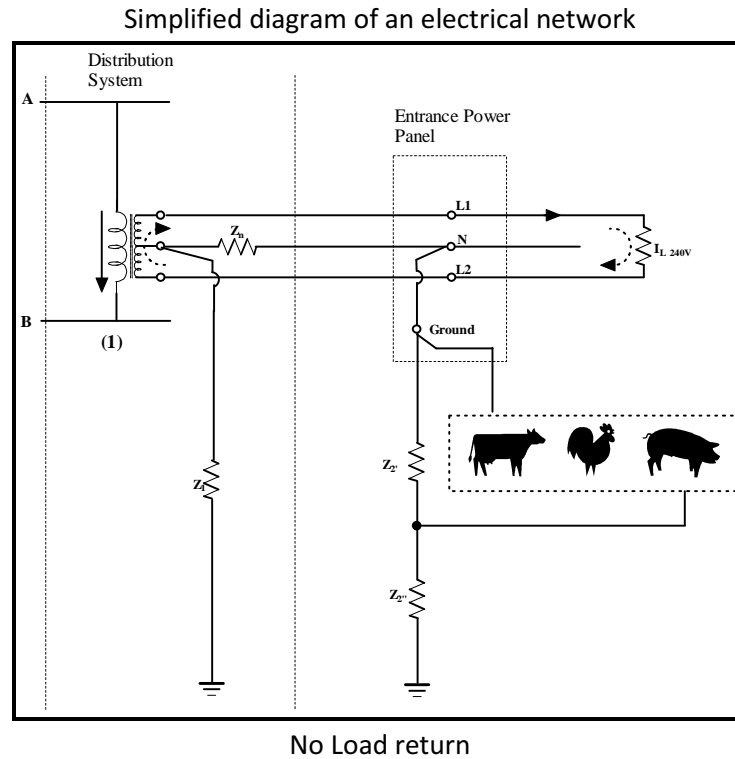 Simplified diagram of an electrical network
Distribution
System
A
Entrance Power
Panel
L1
Zn
N
IL 240V
L2
B
(1)
Ground
Z2'
Z1
Z2''
No Load return